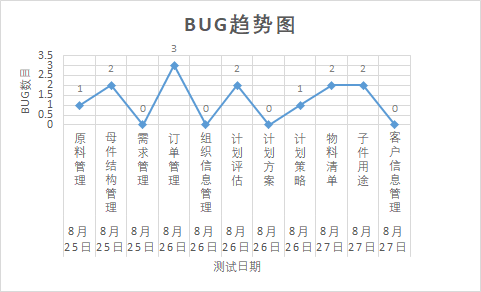 BUG趋势图
BUG数目
3.5
3
2.5
2
1.5
1
0.5
0
1
2
0
3
0
2
0
1
2
2
0
原料管理
母件结构管理
需求管理
订单管理
组织信息管理
计划评估
计划方案
计划策略
物料清单
子件用途
客户信息管理
8月25日
8月25日
8月25日
8月26日
8月26日
8月26日
8月26日
8月26日
8月27日
8月27日
8月27日
测试日期